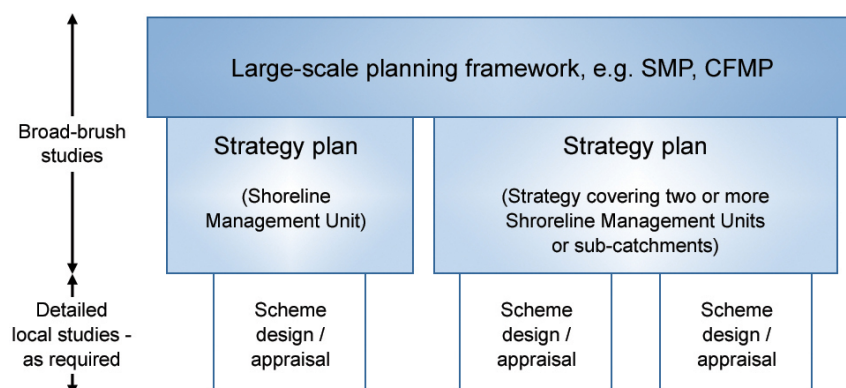 Large-scale planning framework, e.g. SMP, CFMP
Broad-brush
studies
Strategy plan
(Shoreline
Management Unit)
Strategy plan
(Strategy covering two or more
Shroreline Management Units
or sub-catchments)
Detailed
local studies -
as required
Scheme
design /
appraisal
Scheme
design /
appraisal
Scheme
design /
appraisal